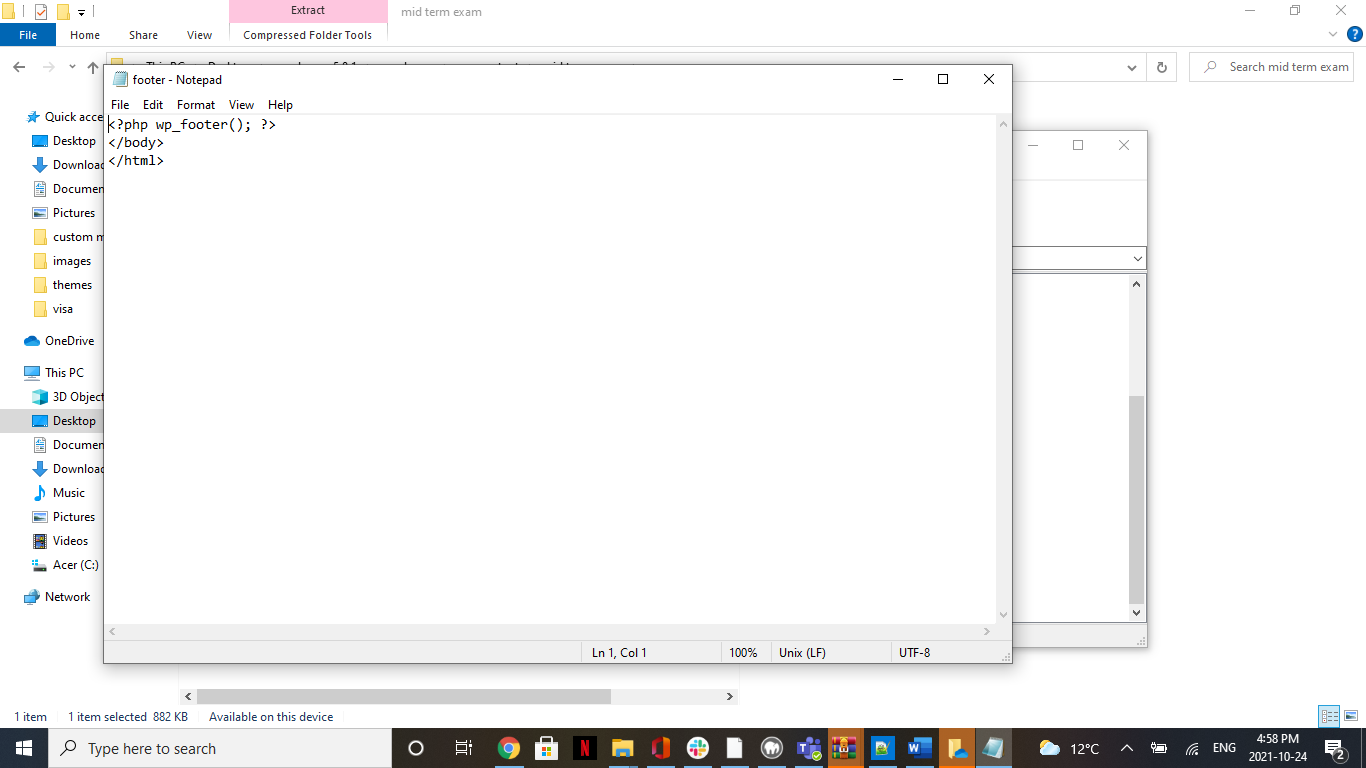 Extract
mid term exam
File
Home
Share
View
Compressed Folder Tools
Search mid term exam
footer - Notepad
File
Edit
Format
View
Help
<?php wp_footer(); ?>
</body>
</html>
Quick acce
Desktop
Downloac
Documen
Pictures
custom m
images
themes
visa
OneDrive
This PC
3D Object
Desktop
Documen
Downloac
Music
Pictures
Videos
Acer (C:)
Network
Ln 1, Col 1
100%
Unix (LF)
UTF-8
1 item
1 item selected 882 KB
Available on this device
Type here to search
12°C
ENG
4:58 PM
2021-10-24
2